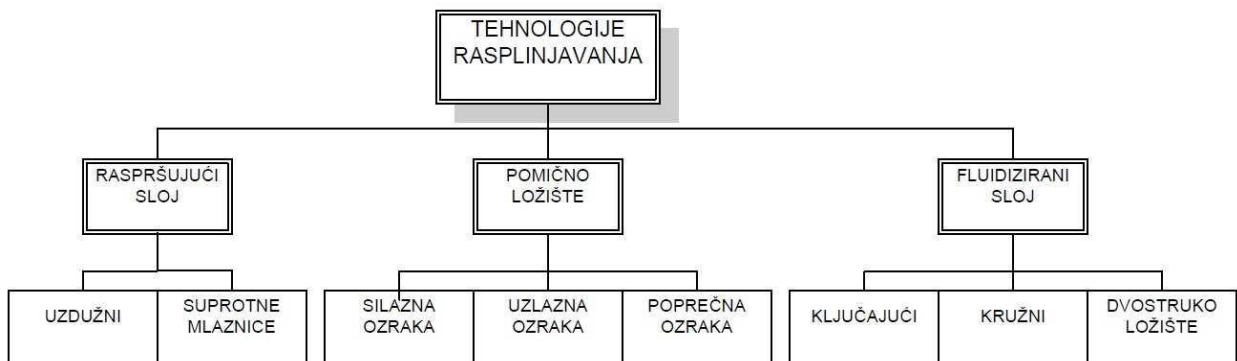 TEHNOLOGIJE
RASPLINJAVANJA
RASPRŠUJUĆI
SLOJ
POMIČNO
LOŽIŠTE
FLUIDIZIRANI
SLOJ
UZDUŽNI
SUPROTNE
MLAZNICE
SILAZNA
OZRAKA
UZLAZNA
OZRAKA
POPREČNA
OZRAKA
KLJUČAJUĆI
KRUŽNI
DVOSTRUKO
LOŽIŠTE